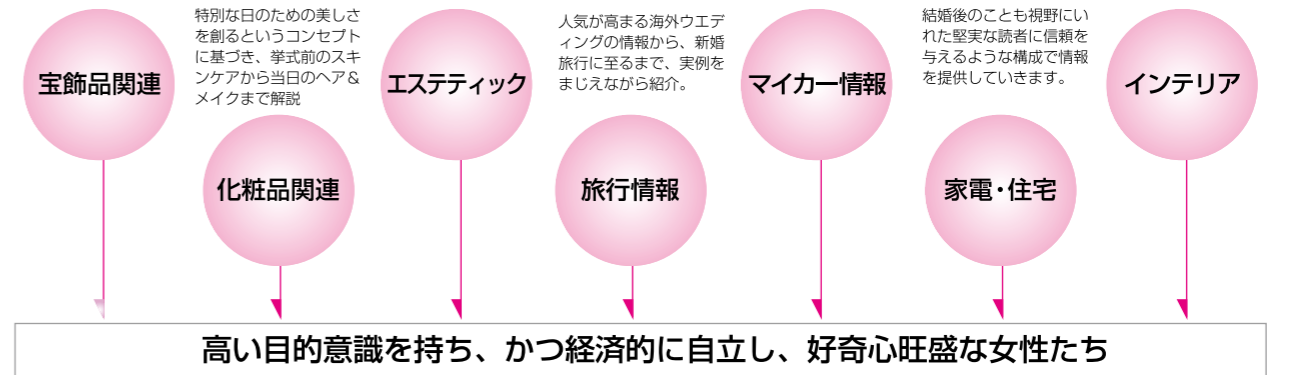 宝飾品関連
特別な日のための美しさ
を創るというコンセプト
に基づき、挙式前のスキ
ンケアから当日のヘア＆
メイクまで解説
化粧品関連
エステティック
人気が高まる海外ウエデ
ィングの情報から、新婚
旅行に至るまで、実例を
まじえながら紹介。
旅行情報
マイカー情報
結婚後のことも視野にい
れた堅実な読者に信頼を
与えるような構成で情報
を提供していきます。
家電・住宅
インテリア
高い目的意識を持ち、かつ経済的に自立し、好奇心旺盛な女性たち